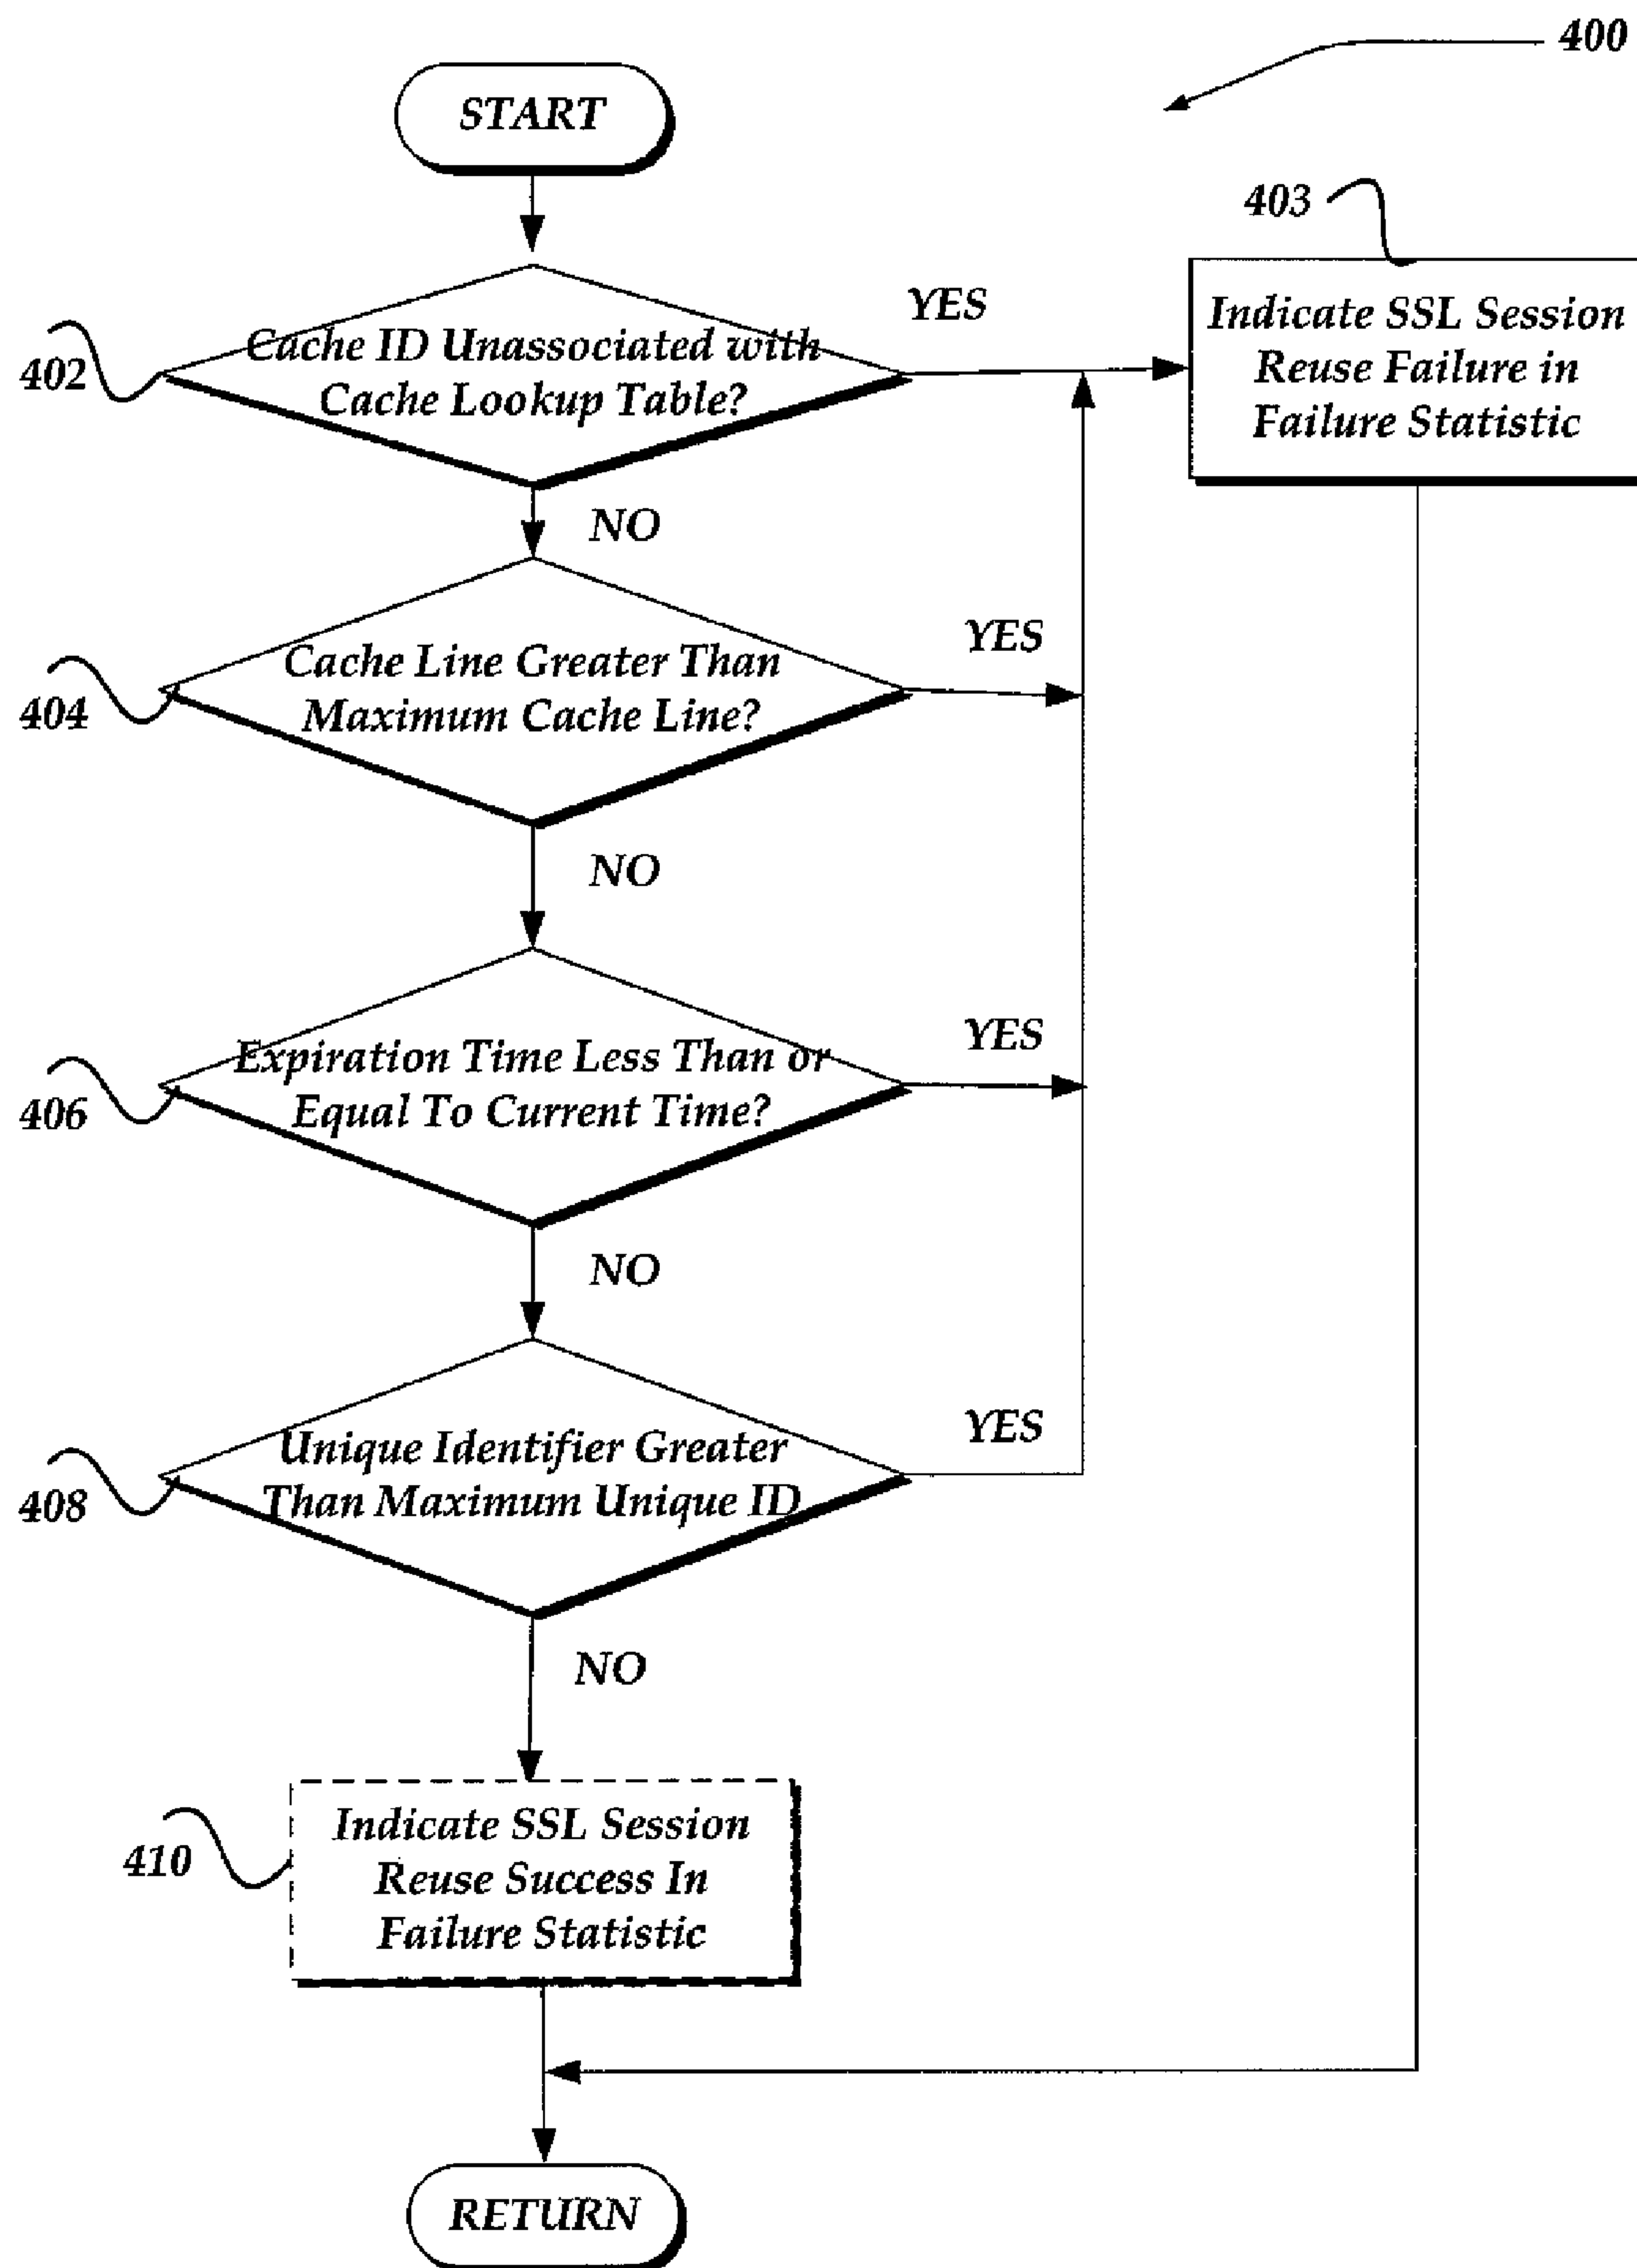 400
START
403
Indicate SSL Session
Reuse Failure in
Failure Statistic
YES
402
Cache ID Unassociated with
Cache Lookup Table?
NO
YES
404
Cache Line Greater Than
Maximum Cache Line?
NO
YES
406
Expiration Time Less Than or
Equal To Current Time?
NO
YES
408
Unique Identifier Greater
Than Maximum Unique ID
NO
410
Indicate SSL Session
Reuse Success In
Failure Statistic
RETURN